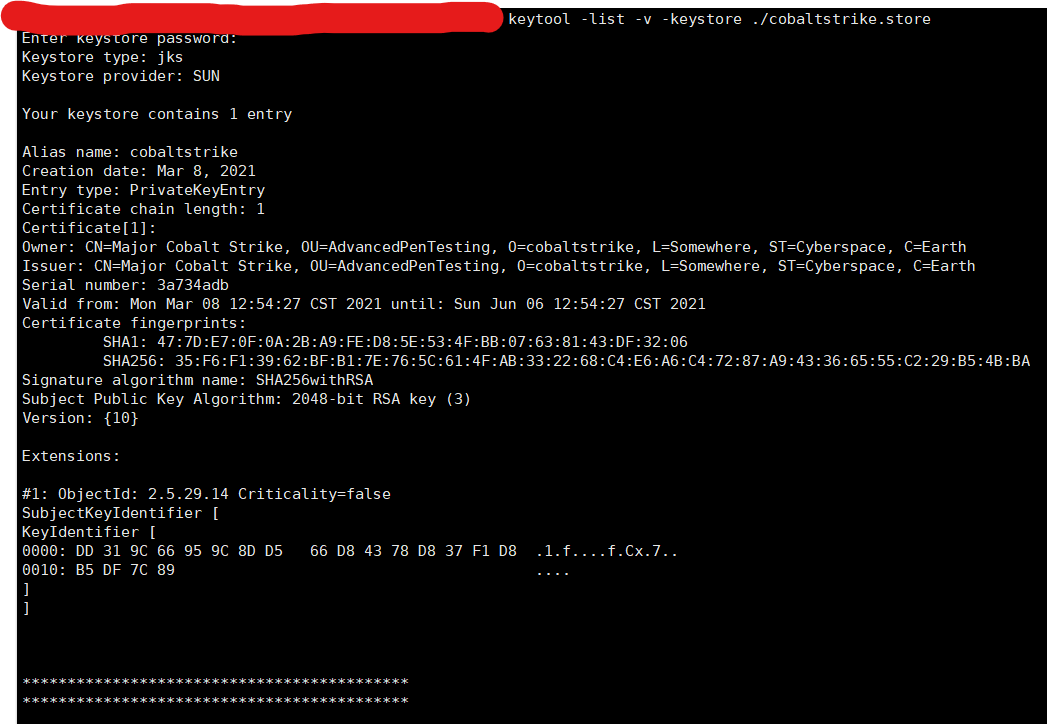 keytool -list -v -keystore ./cobaltstrike.store
Enter keystore password:
Keystore type: jks
Keystore provider: SUN
Your keystore contains 1 entry
Alias name: cobaltstrike
Creation date: Mar 8, 2021
Entry type: PrivateKeyEntry
Certificate chain length: 1
Certificate[1]:
Owner: CN=Major Cobalt Strike, OU=AdvancedPenTesting, O=cobaltstrike, L=Somewhere, ST=Cyberspace, C=Earth
Issuer: CN=Major Cobalt Strike, OU=AdvancedPenTesting, O=cobaltstrike, L=Somewhere, ST=Cyberspace, C=Earth
Serial number: 3a734adb
Valid from: Mon Mar 08 12:54:27 CST 2021 until: Sun Jun 06 12:54:27 CST 2021
Certificate fingerprints:
SHA1: 47:7D:E7:0F:0A:2B:A9:FE:D8:5E:53:4F:BB:07:63:81:43:DF:32:06
SHA256: 35:F6:F1:39:62:BF:B1:7E:76:5C:61:4F:AB:33:22:68:C4:E6:A6:C4:72:87:A9:43:36:65:55:C2:29:B5:4B:BA
Signature algorithm name: SHA256withRSA
Subject Public Key Algorithm: 2048-bit RSA key (3)
Version: {10}
Extensions:
#1: ObjectId: 2.5.29.14 Criticality=false
SubjectKeyIdentifier [
KeyIdentifier [
0000: DD 31 9C 66 95 9C 8D D5   66 D8 43 78 D8 37 F1 D8  .1.f....f.Cx.7..
0010: B5 DF 7C 89                                        ....
]
]
*******************************************
*******************************************